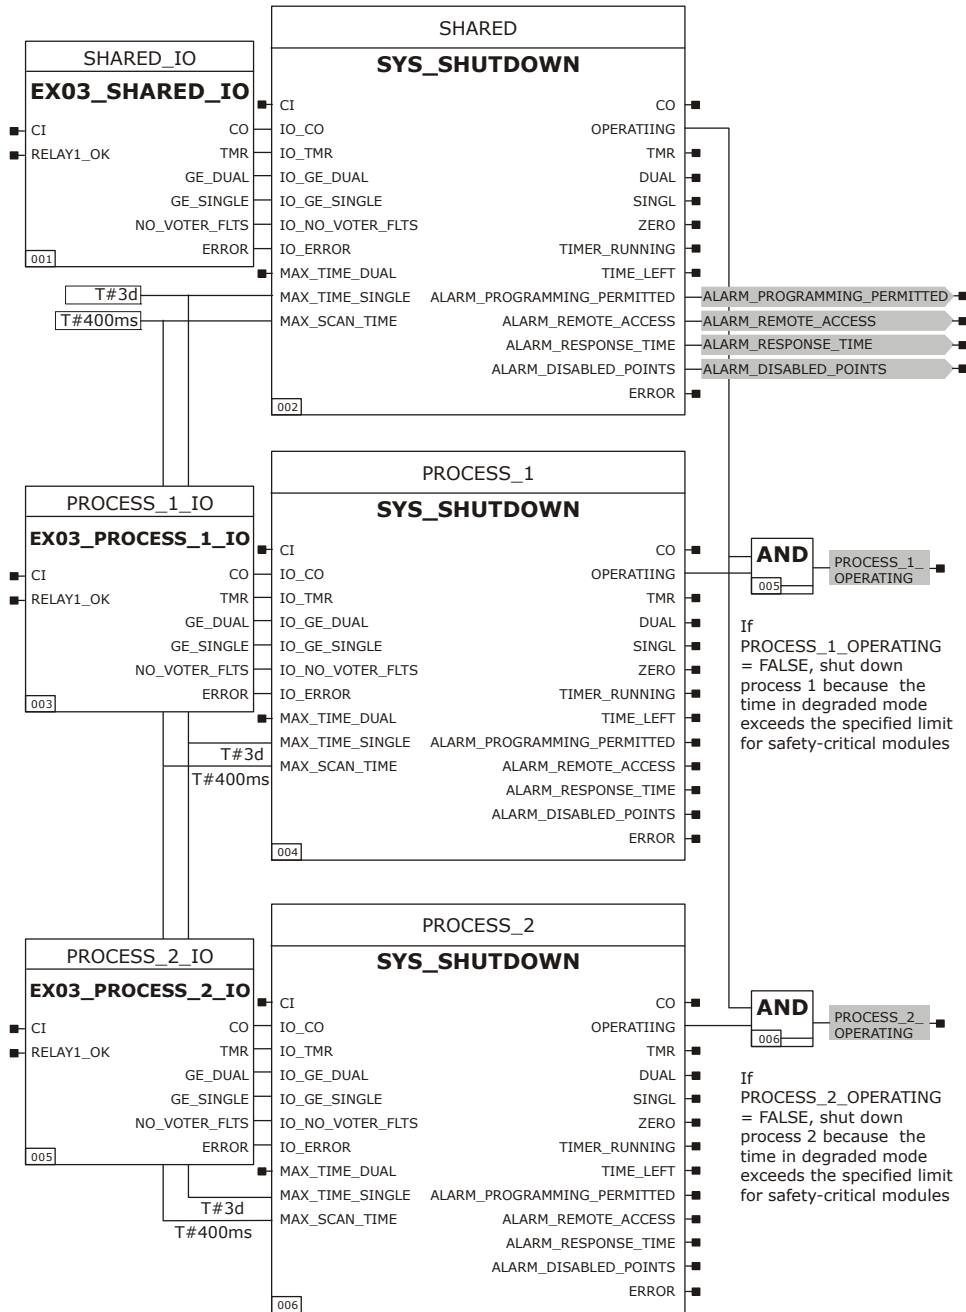 SHARED
SYS_SHUTDOWN
SHARED_IO
EX03_SHARED_IO
CI
RELAY1_OK
CO
TMR
GE_DUAL
GE_SINGLE
NO_VOTER_FLTS
ERROR
001
T#3d
T#400ms
CI
IO_CO
IO_TMR
IO_GE_DUAL
IO_GE_SINGLE
IO_NO_VOTER_FLTS
IO_ERROR
MAX_TIME_DUAL
MAX_TIME_SINGLE
MAX_SCAN_TIME
CO
OPERATIING
TMR
DUAL
SINGL
ZERO
TIMER_RUNNING
TIME_LEFT
ALARM_PROGRAMMING_PERMITTED
ALARM_REMOTE_ACCESS
ALARM_RESPONSE_TIME
ALARM_DISABLED_POINTS
ERROR
002
ALARM_PROGRAMMING_PERMITTED
ALARM_REMOTE_ACCESS
ALARM_RESPONSE_TIME
ALARM_DISABLED_POINTS
PROCESS_1
SYS_SHUTDOWN
PROCESS_1_IO
EX03_PROCESS_1_IO
CI
RELAY1_OK
CO
TMR
GE_DUAL
GE_SINGLE
NO_VOTER_FLTS
ERROR
003
T#3d
T#400ms
CI
IO_CO
IO_TMR
IO_GE_DUAL
IO_GE_SINGLE
IO_NO_VOTER_FLTS
IO_ERROR
MAX_TIME_DUAL
MAX_TIME_SINGLE
MAX_SCAN_TIME
CO
OPERATIING
TMR
DUAL
SINGL
ZERO
TIMER_RUNNING
TIME_LEFT
ALARM_PROGRAMMING_PERMITTED
ALARM_REMOTE_ACCESS
ALARM_RESPONSE_TIME
ALARM_DISABLED_POINTS
ERROR
004
AND
005
PROCESS_1_
OPERATING
If
PROCESS_1_OPERATING
= FALSE, shut down
process 1 because the
time in degraded mode
exceeds the specified limit
for safety-critical modules
PROCESS_2
SYS_SHUTDOWN
PROCESS_2_IO
EX03_PROCESS_2_IO
CI
RELAY1_OK
CO
TMR
GE_DUAL
GE_SINGLE
NO_VOTER_FLTS
ERROR
005
T#3d
T#400ms
CI
IO_CO
IO_TMR
IO_GE_DUAL
IO_GE_SINGLE
IO_NO_VOTER_FLTS
IO_ERROR
MAX_TIME_DUAL
MAX_TIME_SINGLE
MAX_SCAN_TIME
CO
OPERATIING
TMR
DUAL
SINGL
ZERO
TIMER_RUNNING
TIME_LEFT
ALARM_PROGRAMMING_PERMITTED
ALARM_REMOTE_ACCESS
ALARM_RESPONSE_TIME
ALARM_DISABLED_POINTS
ERROR
006
AND
006
PROCESS_2_
OPERATING
If
PROCESS_2_OPERATING
= FALSE, shut down
process 2 because the
time in degraded mode
exceeds the specified limit
for safety-critical modules